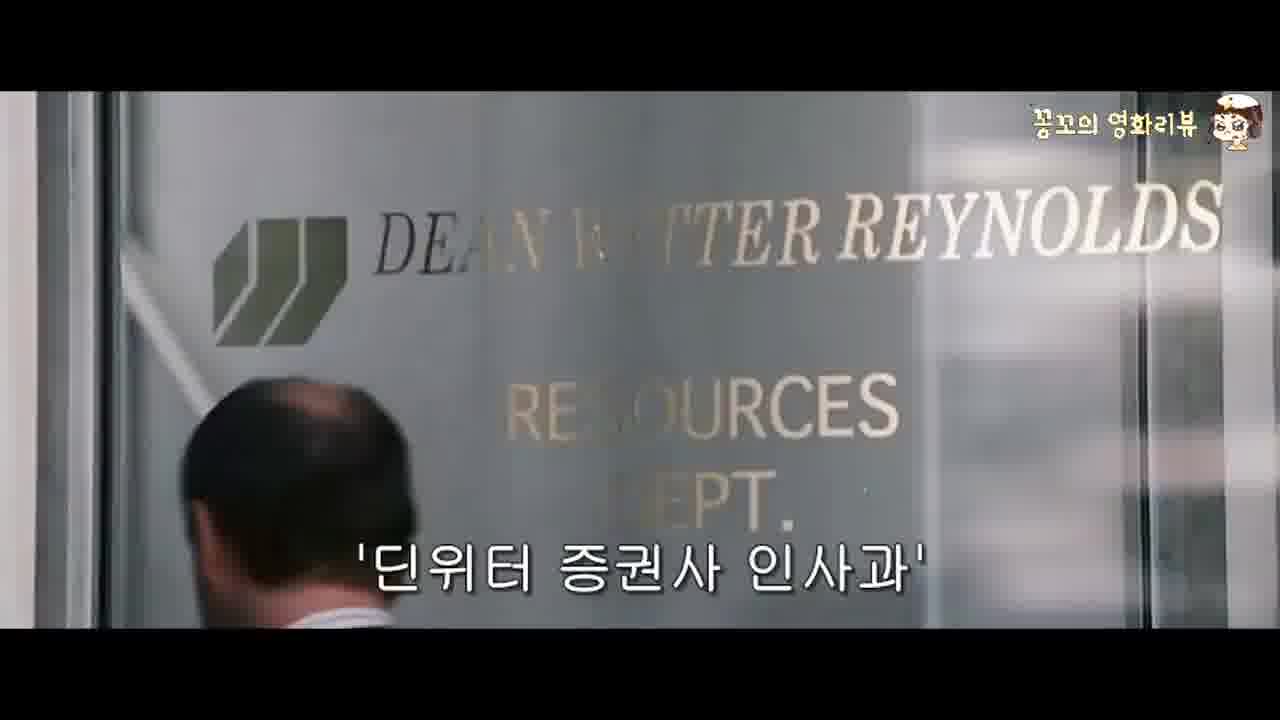 꽁꼬의 영화리뷰
DEAN WITTER REYNOLDS
RESOURCES
DEPT.
'딘위터 증권사 인사과'